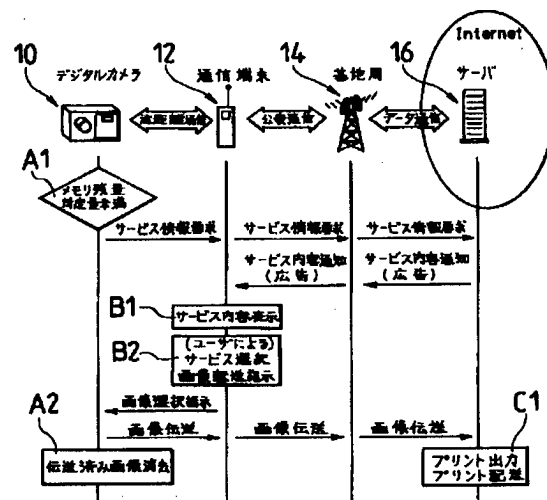 Internet
10
12
14
16
デジタルカメラ
通信端末
基地局
サーバ
公衆通信
データ通信
A1
メモリ残量
所定量未満
サービス情報要求
サービス情報要求
サービス情報要求
サービス内容通知
(広告)
サービス内容通知
(広告)
B1
サービス内容表示
B2
(ユーザによる)
サービス選択
画像転送指示
画像選択指示
A2
画像伝送
画像伝送
画像伝送
C1
伝送済み画像消去
プリント出力
プリント配送